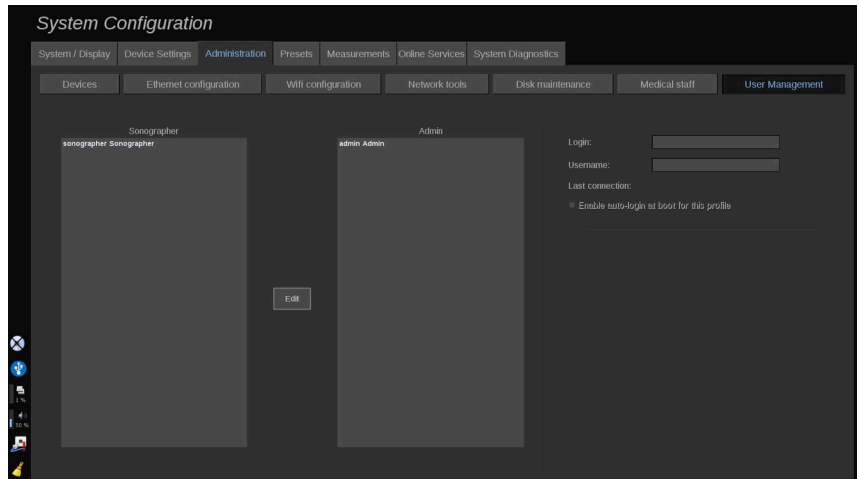 System Configuration
System / Display Device Settings Administration Presets Measurements Online Services System Diagnostics
Devices Ethernet configuration Wifi configuration Network tools Disk maintenance Medical staff User Management
Sonographer Admin
sonographer Sonographer admin Admin
Login:
Username:
Last connection:
Enable auto-login at boot for this profile
Edit
1 %
50 %